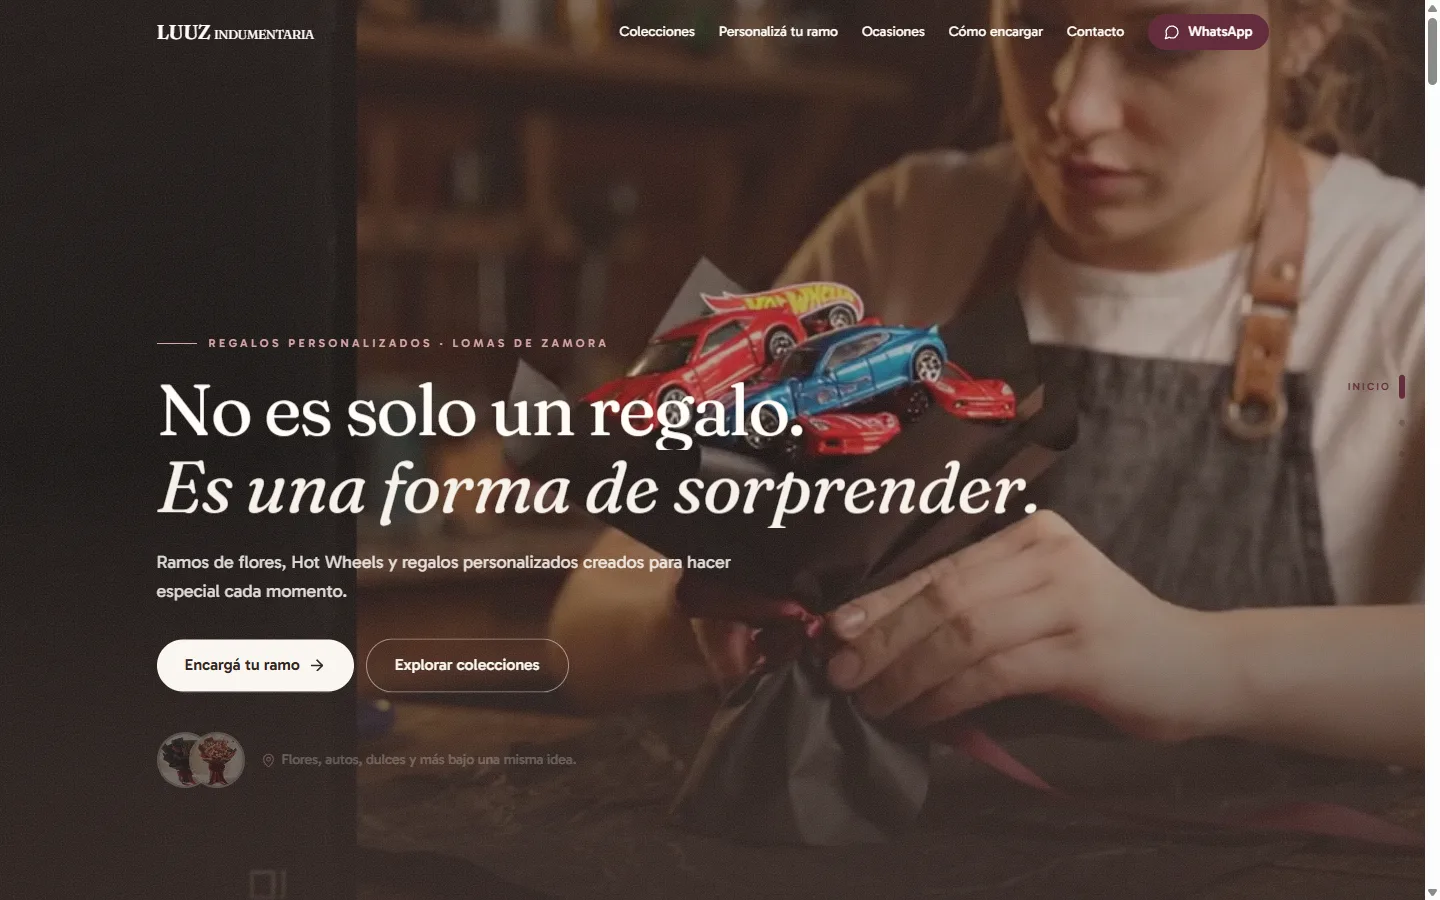 LUUZ INDUMENTARIA
Colecciones
Personalizá tu ramo
Ocasiones
Cómo encargar
Contacto
WhatsApp
HOT WHEELS
REGALOS PERSONALIZADOS · LOMAS DE ZAMORA
INICIO
No es solo un regalo.
Es una forma de sorprender.
Ramos de flores, Hot Wheels y regalos personalizados creados para hacer
especial cada momento.
Encargá tu ramo →
Explorar colecciones
Flores, autos, dulces y más bajo una misma idea.